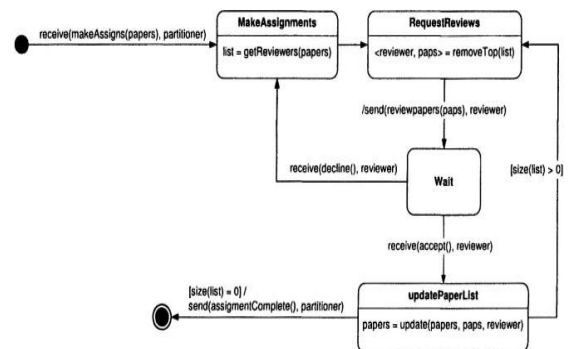 MakeAssignments
RequestReviews
receive(makeAssigns(papers), partitioner)
list = getReviewers(papers)
<reviewer, paps> = removeTop(list)
/send(reviewpapers(paps), reviewer)
receive(decline(), reviewer)
Wait
[size(list) > 0]
receive(accept(), reviewer)
[size(list) = 0] /
send(assigmentComplete(), partitioner)
updatePaperList
papers = update(papers, paps, reviewer)